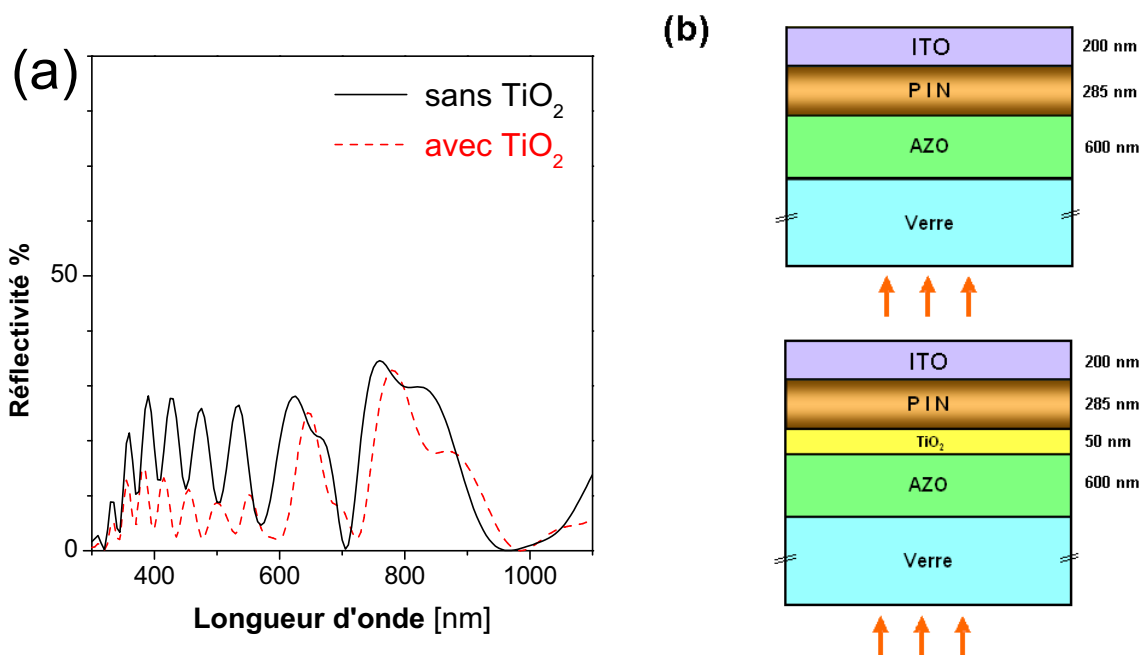 (a)
sans TiO2
avec TiO2
Réflectivité %
50
0
400
600
800
1000
Longueur d'onde [nm]
(b)
ITO
200 nm
PIN
285 nm
AZO
600 nm
Verre
ITO
200 nm
PIN
285 nm
TiO2
50 nm
AZO
600 nm
Verre